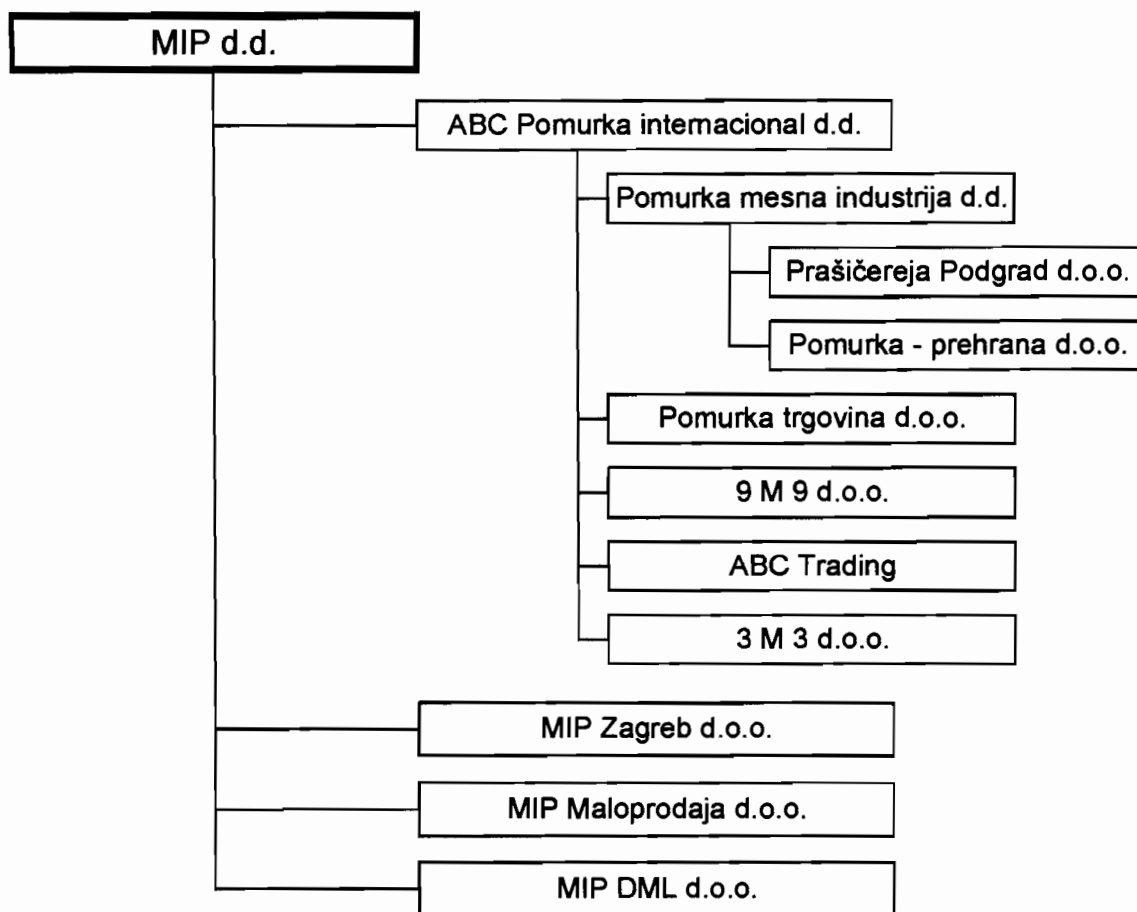 MIP d.d.
ABC Pomurka internacional d.d.
Pomurka mesna industrija d.d.
Prašičereja Podgrad d.o.o.
Pomurka - prehrana d.o.o.
Pomurka trgovina d.o.o.
9 M 9 d.o.o.
ABC Trading
3 M 3 d.o.o.
MIP Zagreb d.o.o.
MIP Maloprodaja d.o.o.
MIP DML d.o.o.